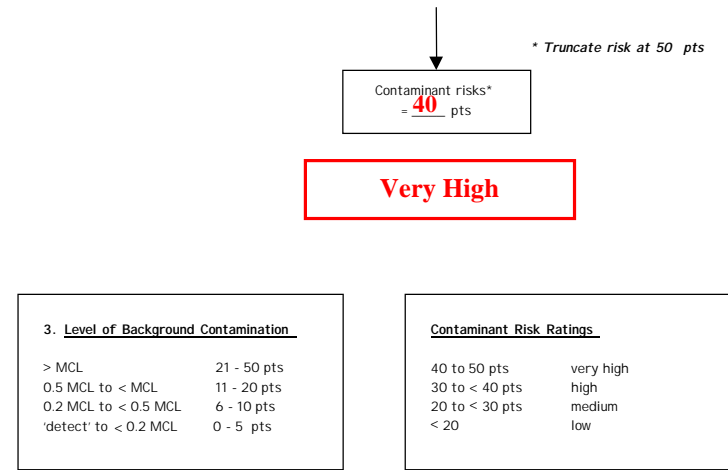 * Truncate risk at 50 pts
Contaminant risks*
= 40 pts
Very High
3. Level of Background Contamination
> MCL 21 - 50 pts
0.5 MCL to < MCL 11 - 20 pts
0.2 MCL to < 0.5 MCL 6 - 10 pts
'detect' to < 0.2 MCL 0 - 5 pts
Contaminant Risk Ratings
40 to 50 pts very high
30 to < 40 pts high
20 to < 30 pts medium
< 20 low